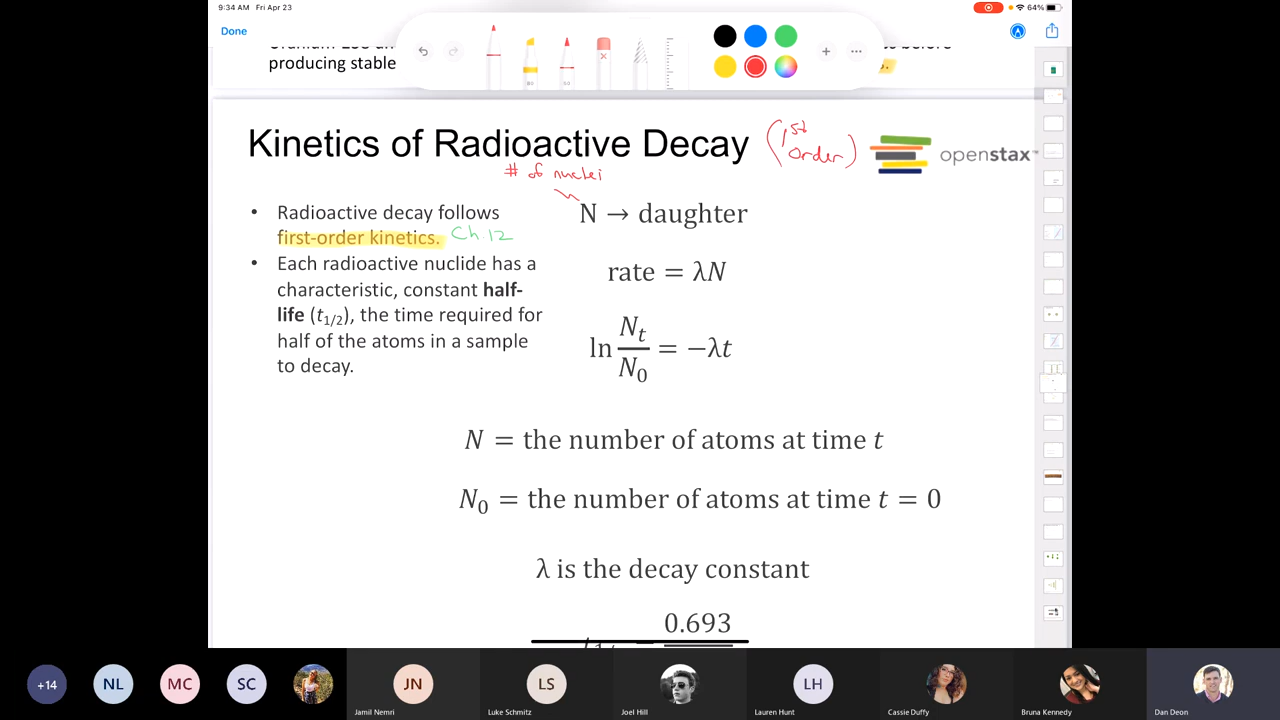 9:34 AM Fri Apr 23
64%
Done
producing stable
Kinetics of Radioactive Decay (1st order)
openstax™
# of nuclei
• Radioactive decay follows
first-order kinetics. Ch.12
• Each radioactive nuclide has a
characteristic, constant half-
life (t1/2), the time required for
half of the atoms in a sample
to decay.
N → daughter
rate = λN
ln Nt/N0 = −λt
N = the number of atoms at time t
N0 = the number of atoms at time t = 0
λ is the decay constant
0.693
+14
NL
MC
SC
JN
Jamil Nemri
LS
Luke Schmitz
Joel Hill
LH
Lauren Hunt
Cassie Duffy
Bruna Kennedy
Dan Deon